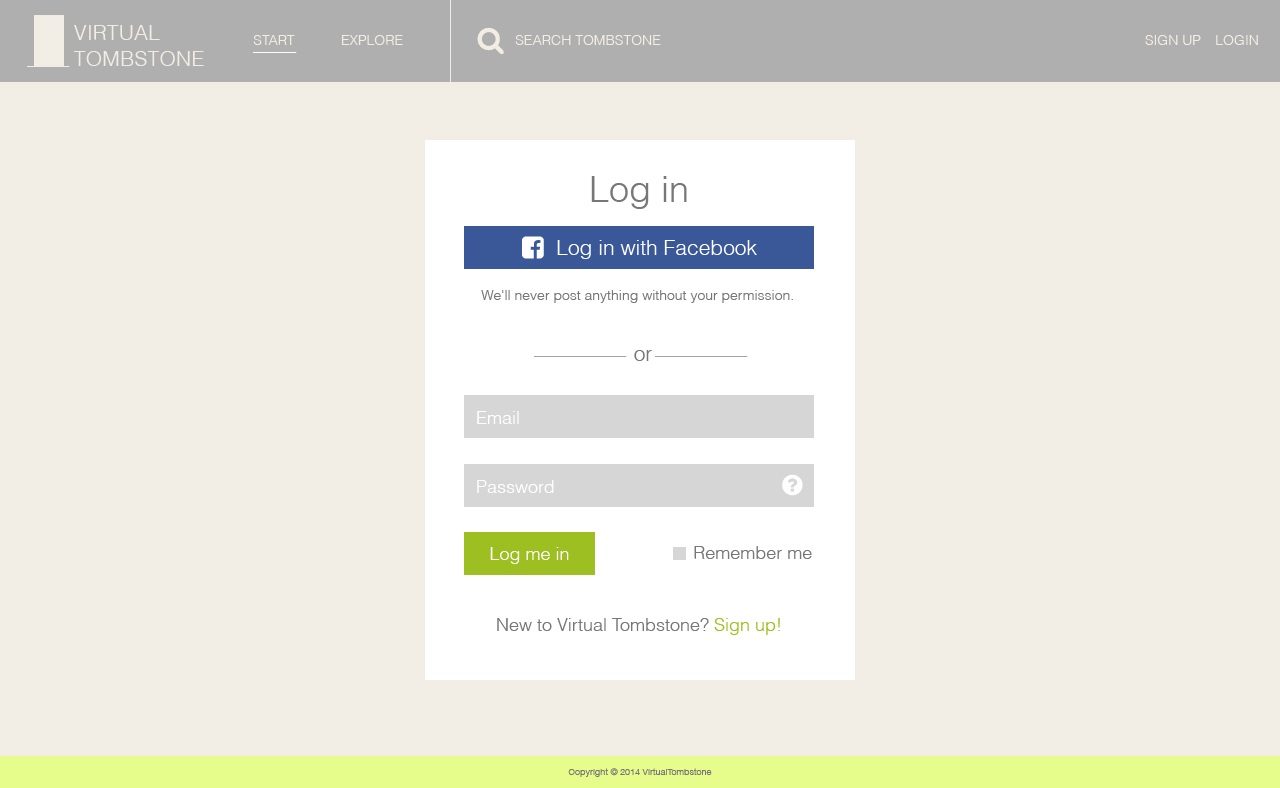 VIRTUAL
TOMBSTONE
START
EXPLORE
SEARCH TOMBSTONE
SIGN UP
LOGIN
Log in
Log in with Facebook
We'll never post anything without your permission.
or
Email
Password
?
Log me in
Remember me
New to Virtual Tombstone? Sign up!
Copyright © 2014 VirtualTombstone